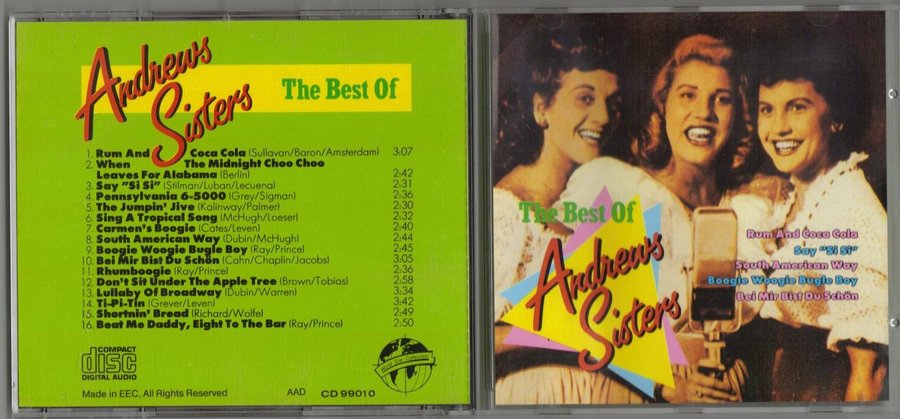 Andrews
Sisters
The Best Of
1. Rum And Coca Cola (Sullavan/Baron/Amsterdam) 3:07
2. When The Midnight Choo Choo
Leaves For Alabama (Berlin) 2:42
3. Say "Si Si" (Stilman/Luban/Lecuena) 2:31
4. Pennsylvania 6-5000 (Grey/Sigman) 2:36
5. The Jumpin' Jive (Kalinway/Palmer) 2:30
6. Sing A Tropical Song (McHugh/Loeser) 2:32
7. Carmen's Boogie (Cates/Leven) 2:40
8. South American Way (Dubin/McHugh) 2:44
9. Boogie Woogie Bugle Boy (Ray/Prince) 2:45
10. Bei Mir Bist Du Schön (Cahn/Chaplin/Jacobs) 3:05
11. Rhumboogie (Ray/Prince) 2:36
12. Don't Sit Under The Apple Tree (Brown/Tobias) 2:58
13. Lullaby Of Broadway (Dubin/Warren) 3:34
14. Ti-Pi-Tin (Grever/Leven) 3:42
15. Shortnin' Bread (Richard/Wolfe) 2:49
16. Beat Me Daddy, Eight To The Bar (Ray/Prince) 2:50
COMPACT
disc
DIGITAL AUDIO
Made in EEC, All Rights Reserved
AAD
CD 99010
The Best Of
Andrews
Sisters
Rum And Coca Cola
Say "Si Si"
South American Way
Boogie Woogie Bugle Boy
Bei Mir Bist Du Schön